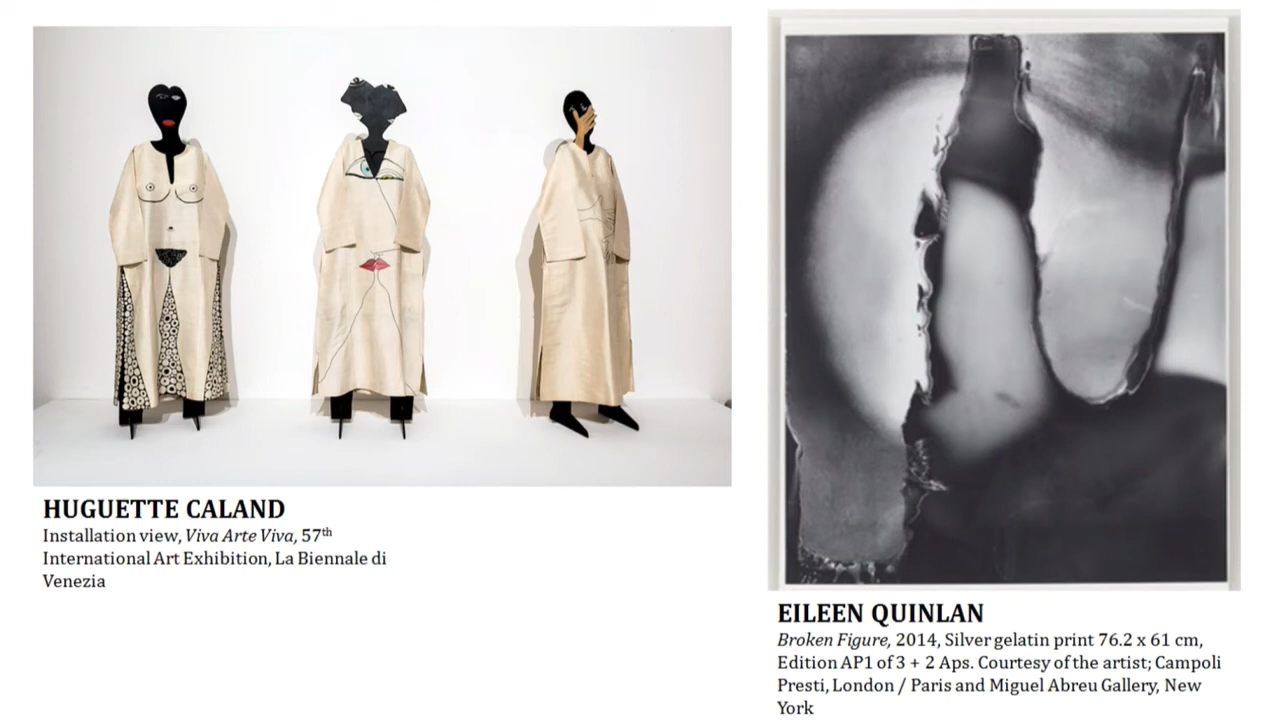 HUGUETTE CALAND
Installation view, Viva Arte Viva, 57th
International Art Exhibition, La Biennale di
Venezia
EILEEN QUINLAN
Broken Figure, 2014, Silver gelatin print 76.2 x 61 cm,
Edition AP1 of 3 + 2 Aps. Courtesy of the artist; Campoli
Presti, London / Paris and Miguel Abreu Gallery, New
York